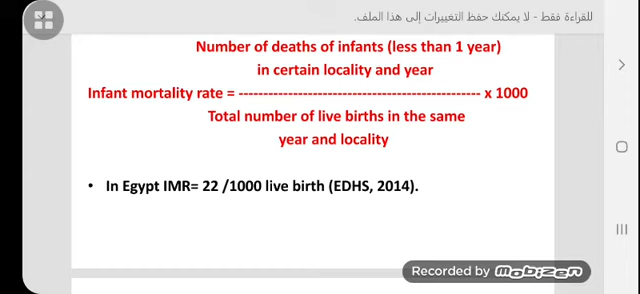 للقراءة فقط - لا يمكنك حفظ التغييرات إلى هذا الملف.
Number of deaths of infants (less than 1 year)
in certain locality and year
Infant mortality rate = ------------------------------------------------ x 1000
Total number of live births in the same
year and locality
• In Egypt IMR= 22 /1000 live birth (EDHS, 2014).
Recorded by mobizen